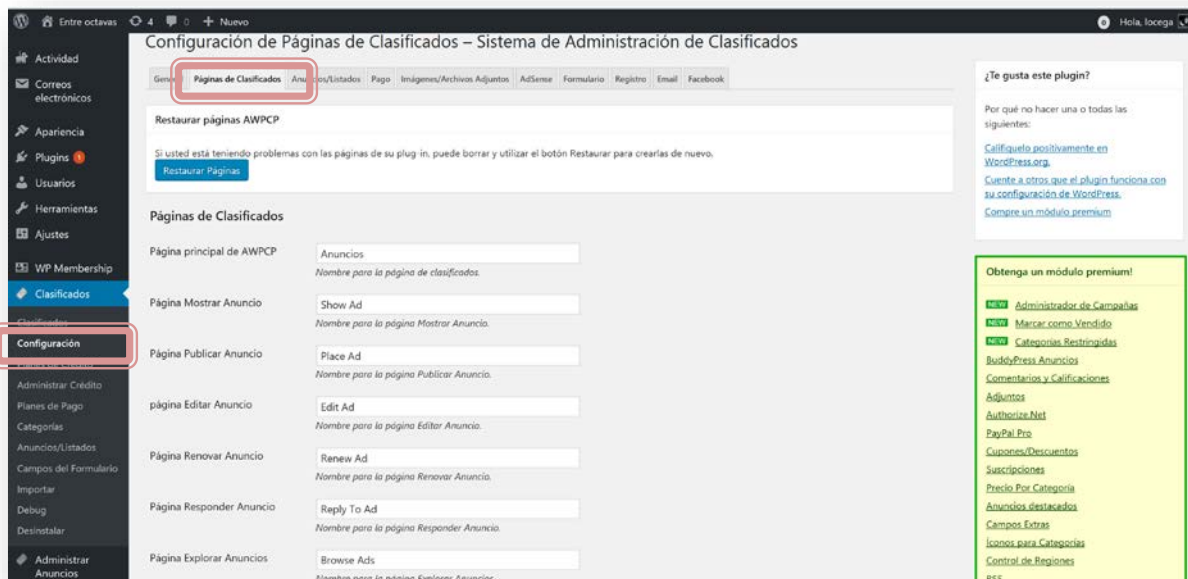 Entre octavas 4 0 + Nuevo
Hola, locega
Actividad
Correos
electrónicos
Apariencia
Plugins 1
Usuarios
Herramientas
Ajustes
WP Membership
Clasificados
Clasificados
Configuración
Administrar Crédito
Planes de Pago
Categorías
Anuncios/Listados
Campos del Formulario
Importar
Debug
Desinstalar
Administrar
Anuncios
Configuración de Páginas de Clasificados – Sistema de Administración de Clasificados
Páginas de Clasificados Pago Imágenes/Archivos Adjuntos AdSense Formulario Registro Email Facebook
Restaurar páginas AWPCP
Si usted está teniendo problemas con las páginas de su plug-in, puede borrar y utilizar el botón Restaurar para crearlas de nuevo.
Restaurar Páginas
Páginas de Clasificados
Página principal de AWPCP
Anuncios
Nombre para la página de clasificados.
Página Mostrar Anuncio
Show Ad
Nombre para la página Mostrar Anuncio.
Página Publicar Anuncio
Place Ad
Nombre para la página Publicar Anuncio.
página Editar Anuncio
Edit Ad
Nombre para la página Editar Anuncio.
Página Renovar Anuncio
Renew Ad
Nombre para la página Renovar Anuncio.
Página Responder Anuncio
Reply To Ad
Nombre para la página Responder Anuncio.
Página Explorar Anuncios
Browse Ads
Nombre para la página Explorar Anuncios.
¿Te gusta este plugin?
Por qué no hacer una o todas las
siguientes:
Califíquelo positivamente en
WordPress.org.
Cuente a otros que el plugin funciona con
su configuración de WordPress.
Compre un módulo premium
Obtenga un módulo premium!
NEW Administrador de Campañas
NEW Marcar como Vendido
NEW Categorías Restringidas
BuddyPress Anuncios
Comentarios y Calificaciones
Adjuntos
Authorize.Net
PayPal Pro
Cupones/Descuentos
Suscripciones
Precio Por Categoría
Anuncios destacados
Campos Extras
Íconos para Categorías
Control de Regiones
RSS